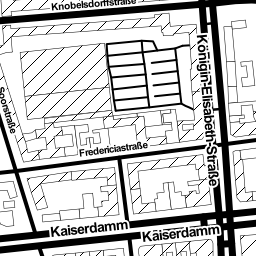 Knobelsdorffstraße
Königin-Elisabeth-Straße
Soorstraße
Fredericiastraße
Kaiserdamm
Kaiserdamm